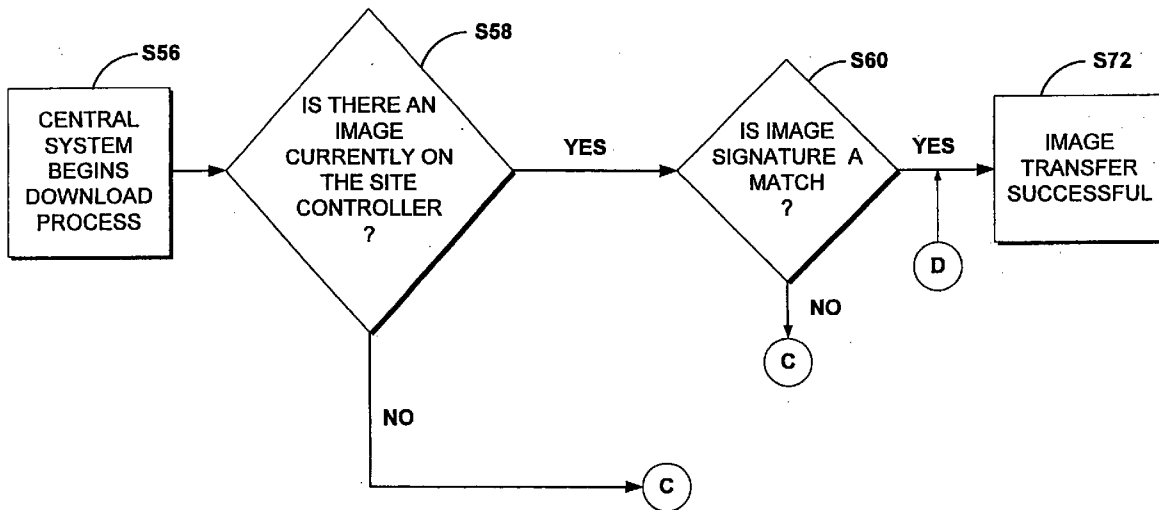 S56
CENTRAL
SYSTEM
BEGINS
DOWNLOAD
PROCESS
S58
IS THERE AN
IMAGE
CURRENTLY ON
THE SITE
CONTROLLER
?
YES
NO
C
S60
IS IMAGE
SIGNATURE A
MATCH
?
YES
NO
C
D
S72
IMAGE
TRANSFER
SUCCESSFUL